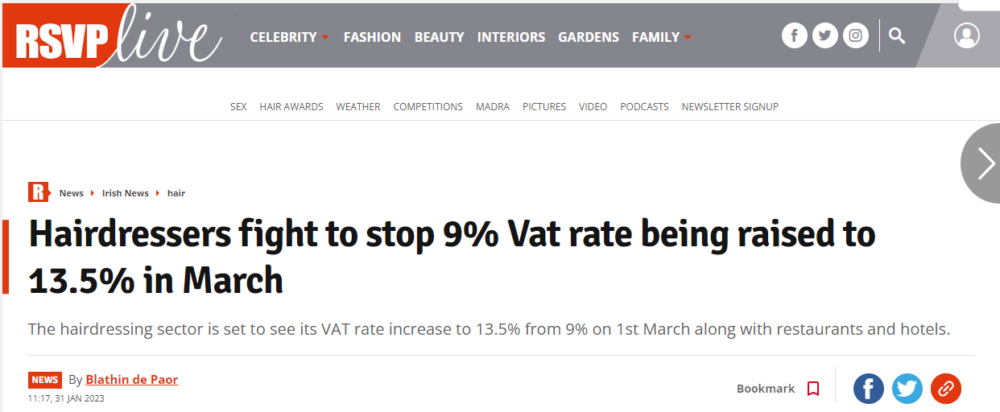 RSVP live CELEBRITY FASHION BEAUTY INTERIORS GARDENS FAMILY
SEX HAIR AWARDS WEATHER COMPETITIONS MADRA PICTURES VIDEO PODCASTS NEWSLETTER SIGNUP
R News Irish News hair
Hairdressers fight to stop 9% Vat rate being raised to
13.5% in March
The hairdressing sector is set to see its VAT rate increase to 13.5% from 9% on 1st March along with restaurants and hotels.
NEWS By Blathin de Paor
Bookmark
11:17, 31 JAN 2023